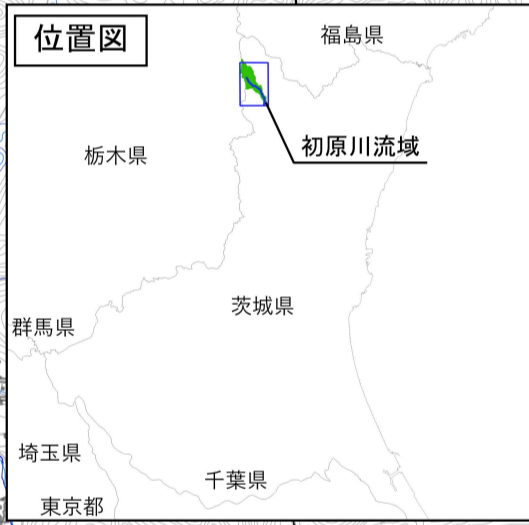 位置図
福島県
初原川流域
栃木県
茨城県
群馬県
埼玉県
千葉県
東京都